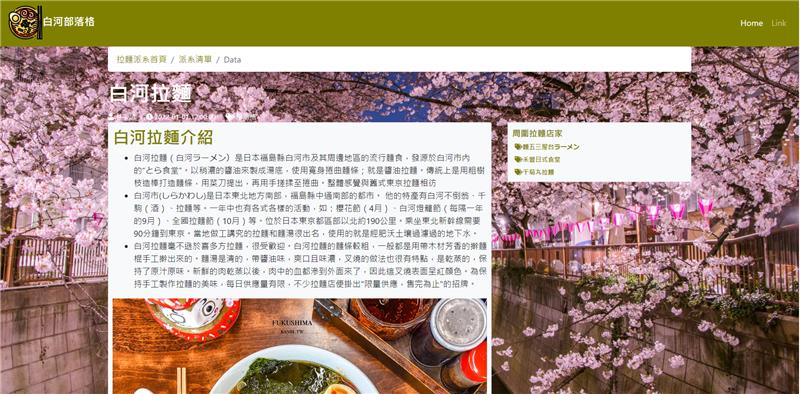 白河部落格
Home Link
拉麵派系首頁 / 派系清單 / Data
白河拉麵
白河拉麵介紹
白河拉麵（白河ラーメン）是日本福島縣白河市及其周邊地區的流行麵食，發源於白河市內
的"とら食堂"，以稍濃的醬油來製成湯底，使用寬身捲曲麵條；就是醬油拉麵。傳統上是用粗樹
枝造棒打造麵條，用菜刀提出，再用手搓揉至捲曲。整體感覺與舊式東京拉麵相彷
白河市(しらかわし)是日本東北地方南部，福島縣中通南部的都市。他的特產有白河不倒翁、千
駒（酒）、拉麵等。一年中也有各式各樣的活動，如：櫻花節（4月）、白河燈籠節（每隔一年
的9月）、全國拉麵節（10月）等。位於日本東京都區部以北約190公里。乘坐東北新幹線需要
90分鐘到東京。當地做工講究的拉麵和麵湯很出名，使用的就是經肥沃土壤過濾過的地下水。
白河拉麵毫不遜於喜多方拉麵，很受歡迎。白河拉麵的麵條較粗，一般都是用帶木材芳香的擀麵
棍手工擀出來的。麵湯是清的，帶醬油味，爽口且味濃，叉燒的做法也很有特點，是乾蒸的，保
持了原汁原味。新鮮的肉乾蒸以後，肉中的血都滲到外面來了，因此這叉燒表面呈紅顏色。為保
持手工製作拉麵的美味，每日供應量有限，不少拉麵店便掛出"限量供應，售完為止"的招牌。
FUKUSHIMA
周圍拉麵店家
麵五三屋台ラーメン
禾豐日式食堂
千菊丸拉麵